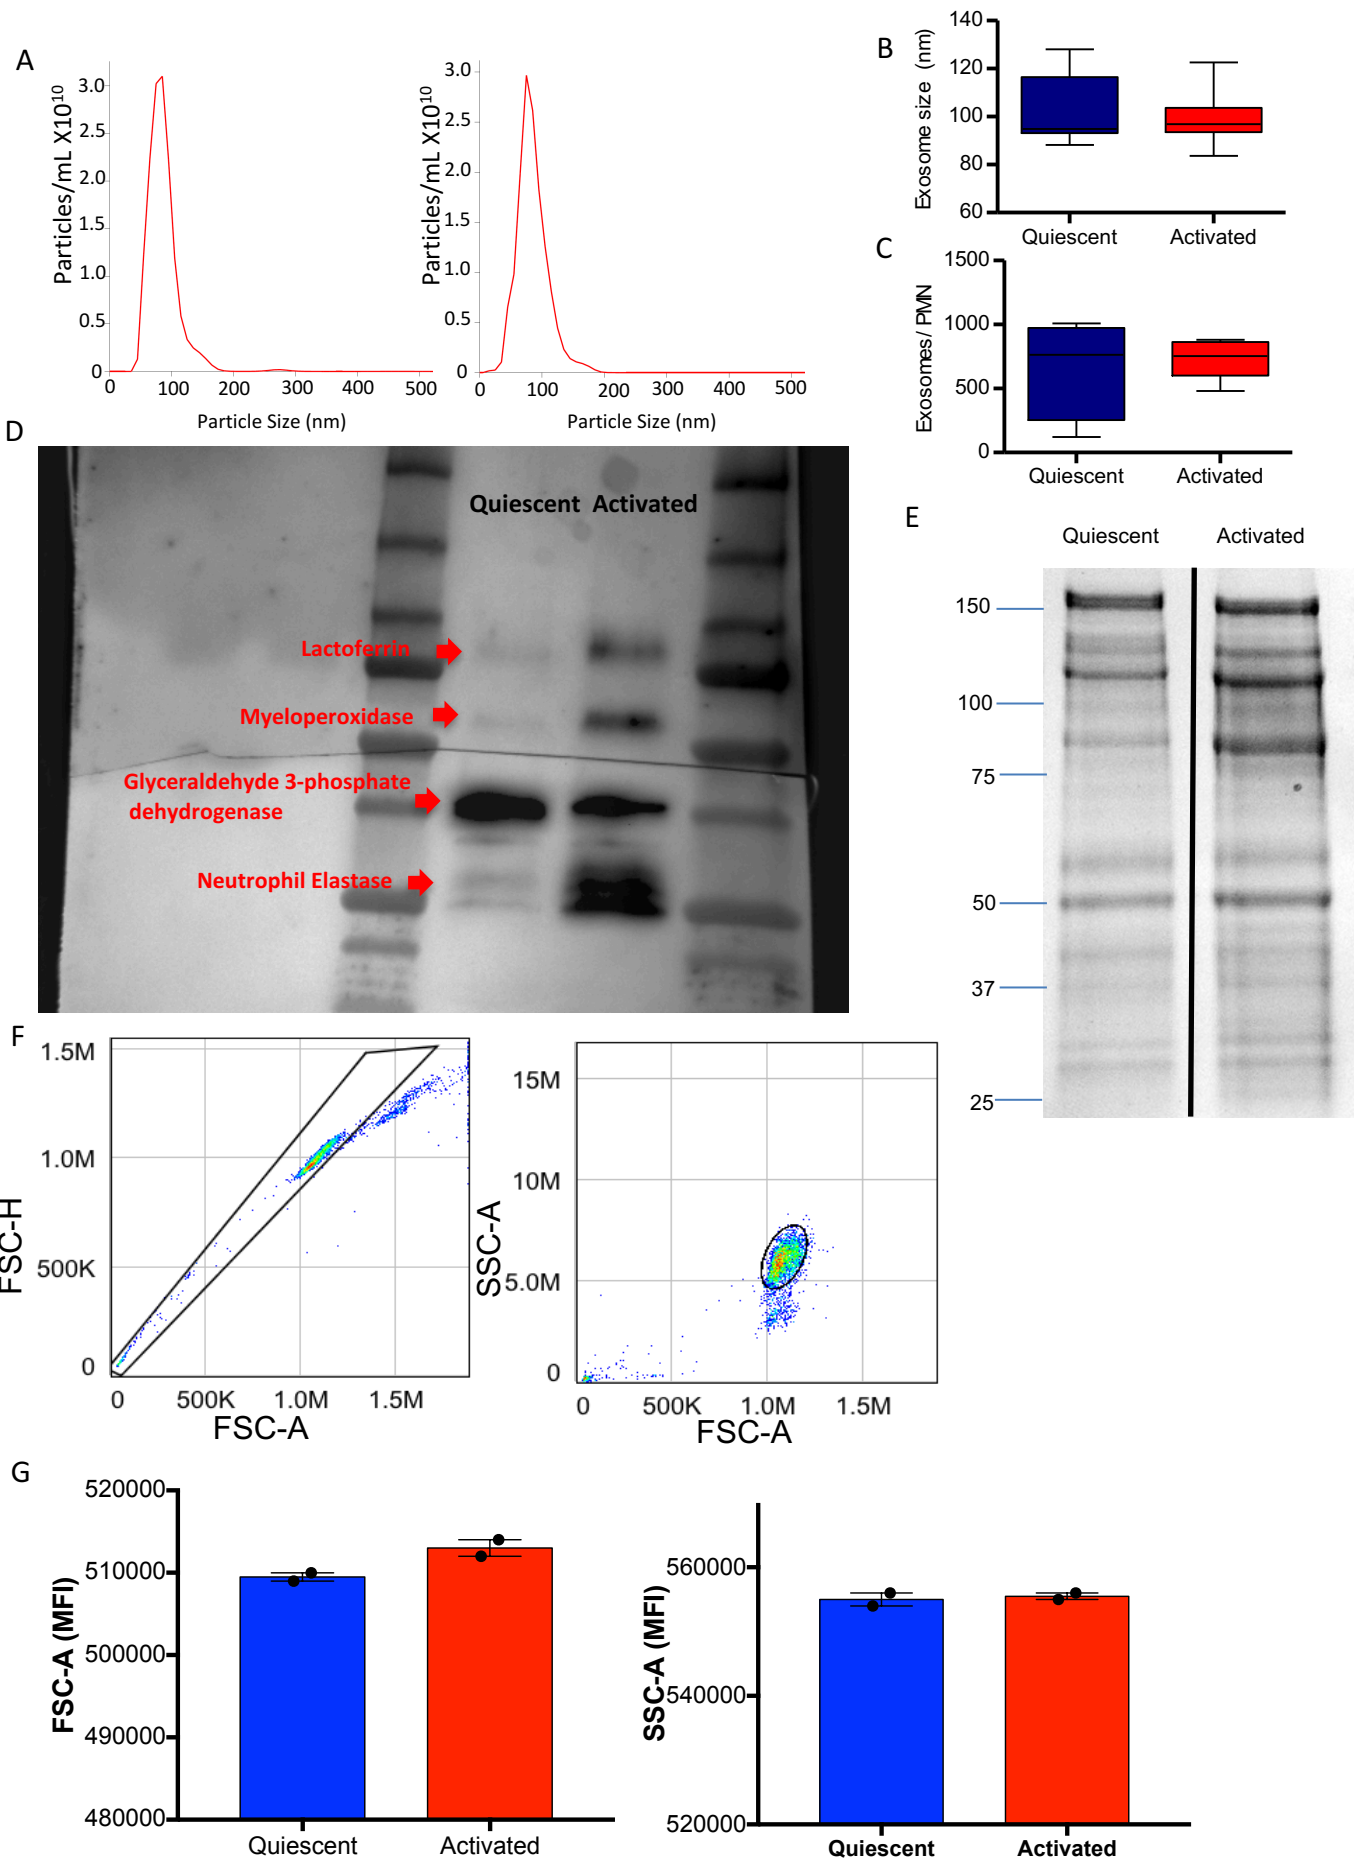 A
Particles/mL X10¹⁰
3.0
2.5
2.0
1.5
1.0
0.5
0
0
100
200
300
400
500
Particle Size (nm)
Particles/mL X10¹⁰
3.0
2.5
2.0
1.5
1.0
0.5
0
0
100
200
300
400
500
Particle Size (nm)
B
Exosome size (nm)
140
120
100
80
60
Quiescent
Activated
C
Exosomes/ PMN
1500
1000
500
0
Quiescent
Activated
D
Quiescent Activated
Lactoferrin
Myeloperoxidase
Glyceraldehyde 3-phosphate
dehydrogenase
Neutrophil Elastase
E
Quiescent
Activated
150
100
75
50
37
25
F
FSC-H
1.5M
1.0M
500K
0
0
500K
1.0M
1.5M
FSC-A
SSC-A
15M
10M
5.0M
0
0
500K
1.0M
1.5M
FSC-A
G
FSC-A (MFI)
520000
510000
500000
490000
480000
Quiescent
Activated
SSC-A (MFI)
560000
540000
520000
Quiescent
Activated